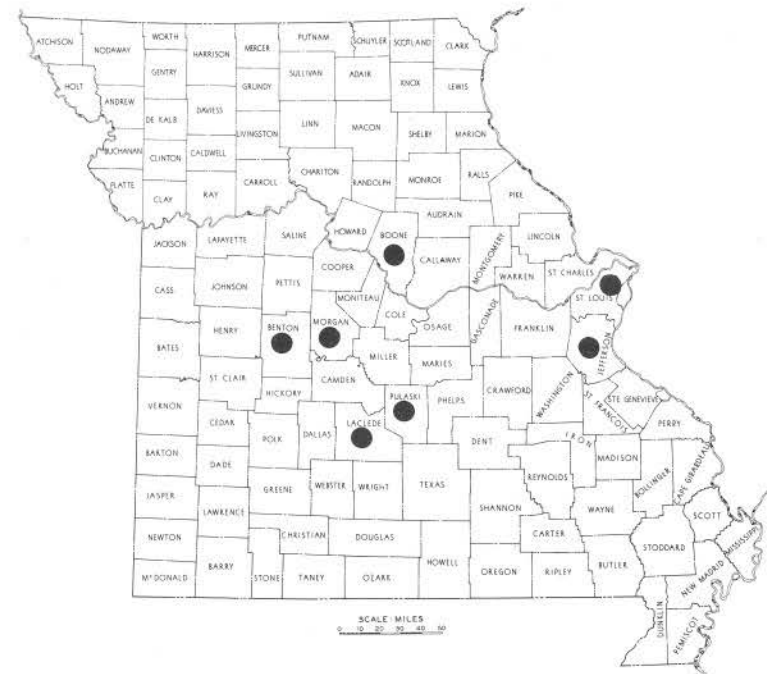 ATCHISON
NODAWAY
WORTH
HARRISON
MERCER
PUTNAM
SCHUYLER
SCOTLAND
CLARK
HOLT
GENTRY
GRUNDY
SULLIVAN
ADAIR
KNOX
LEWIS
ANDREW
DE KALB
DAVIESS
LIVINGSTON
LINN
MACON
SHELBY
MARION
BUCHANAN
CLINTON
CALDWELL
CHARITON
RANDOLPH
MONROE
RALLS
PIKE
PLATTE
CLAY
RAY
CARROLL
AUDRAIN
JACKSON
LAFAYETTE
SALINE
HOWARD
BOONE
CALLAWAY
MONTGOMERY
LINCOLN
WARREN
ST. CHARLES
ST. LOUIS
CASS
JOHNSON
PETTIS
COOPER
MONITEAU
COLE
OSAGE
GASCONADE
FRANKLIN
JEFFERSON
BATES
HENRY
BENTON
MORGAN
MILLER
MARIES
ST. CLAIR
HICKORY
CAMDEN
PULASKI
PHELPS
CRAWFORD
WASHINGTON
ST. FRANCOIS
STE. GENEVIEVE
PERRY
VERNON
CEDAR
POLK
DALLAS
LACLEDE
DENT
IRON
MADISON
BOLLINGER
CAPE GIRARDEAU
BARTON
DADE
GREENE
WEBSTER
WRIGHT
TEXAS
REYNOLDS
JASPER
LAWRENCE
SHANNON
WAYNE
SCOTT
MISSISSIPPI
NEWTON
CHRISTIAN
DOUGLAS
HOWELL
CARTER
STODDARD
McDONALD
BARRY
STONE
TANEY
OZARK
OREGON
RIPLEY
BUTLER
NEW MADRID
DUNKLIN
PEMISCOT
SCALE: MILES
0 10 20 30 40 50